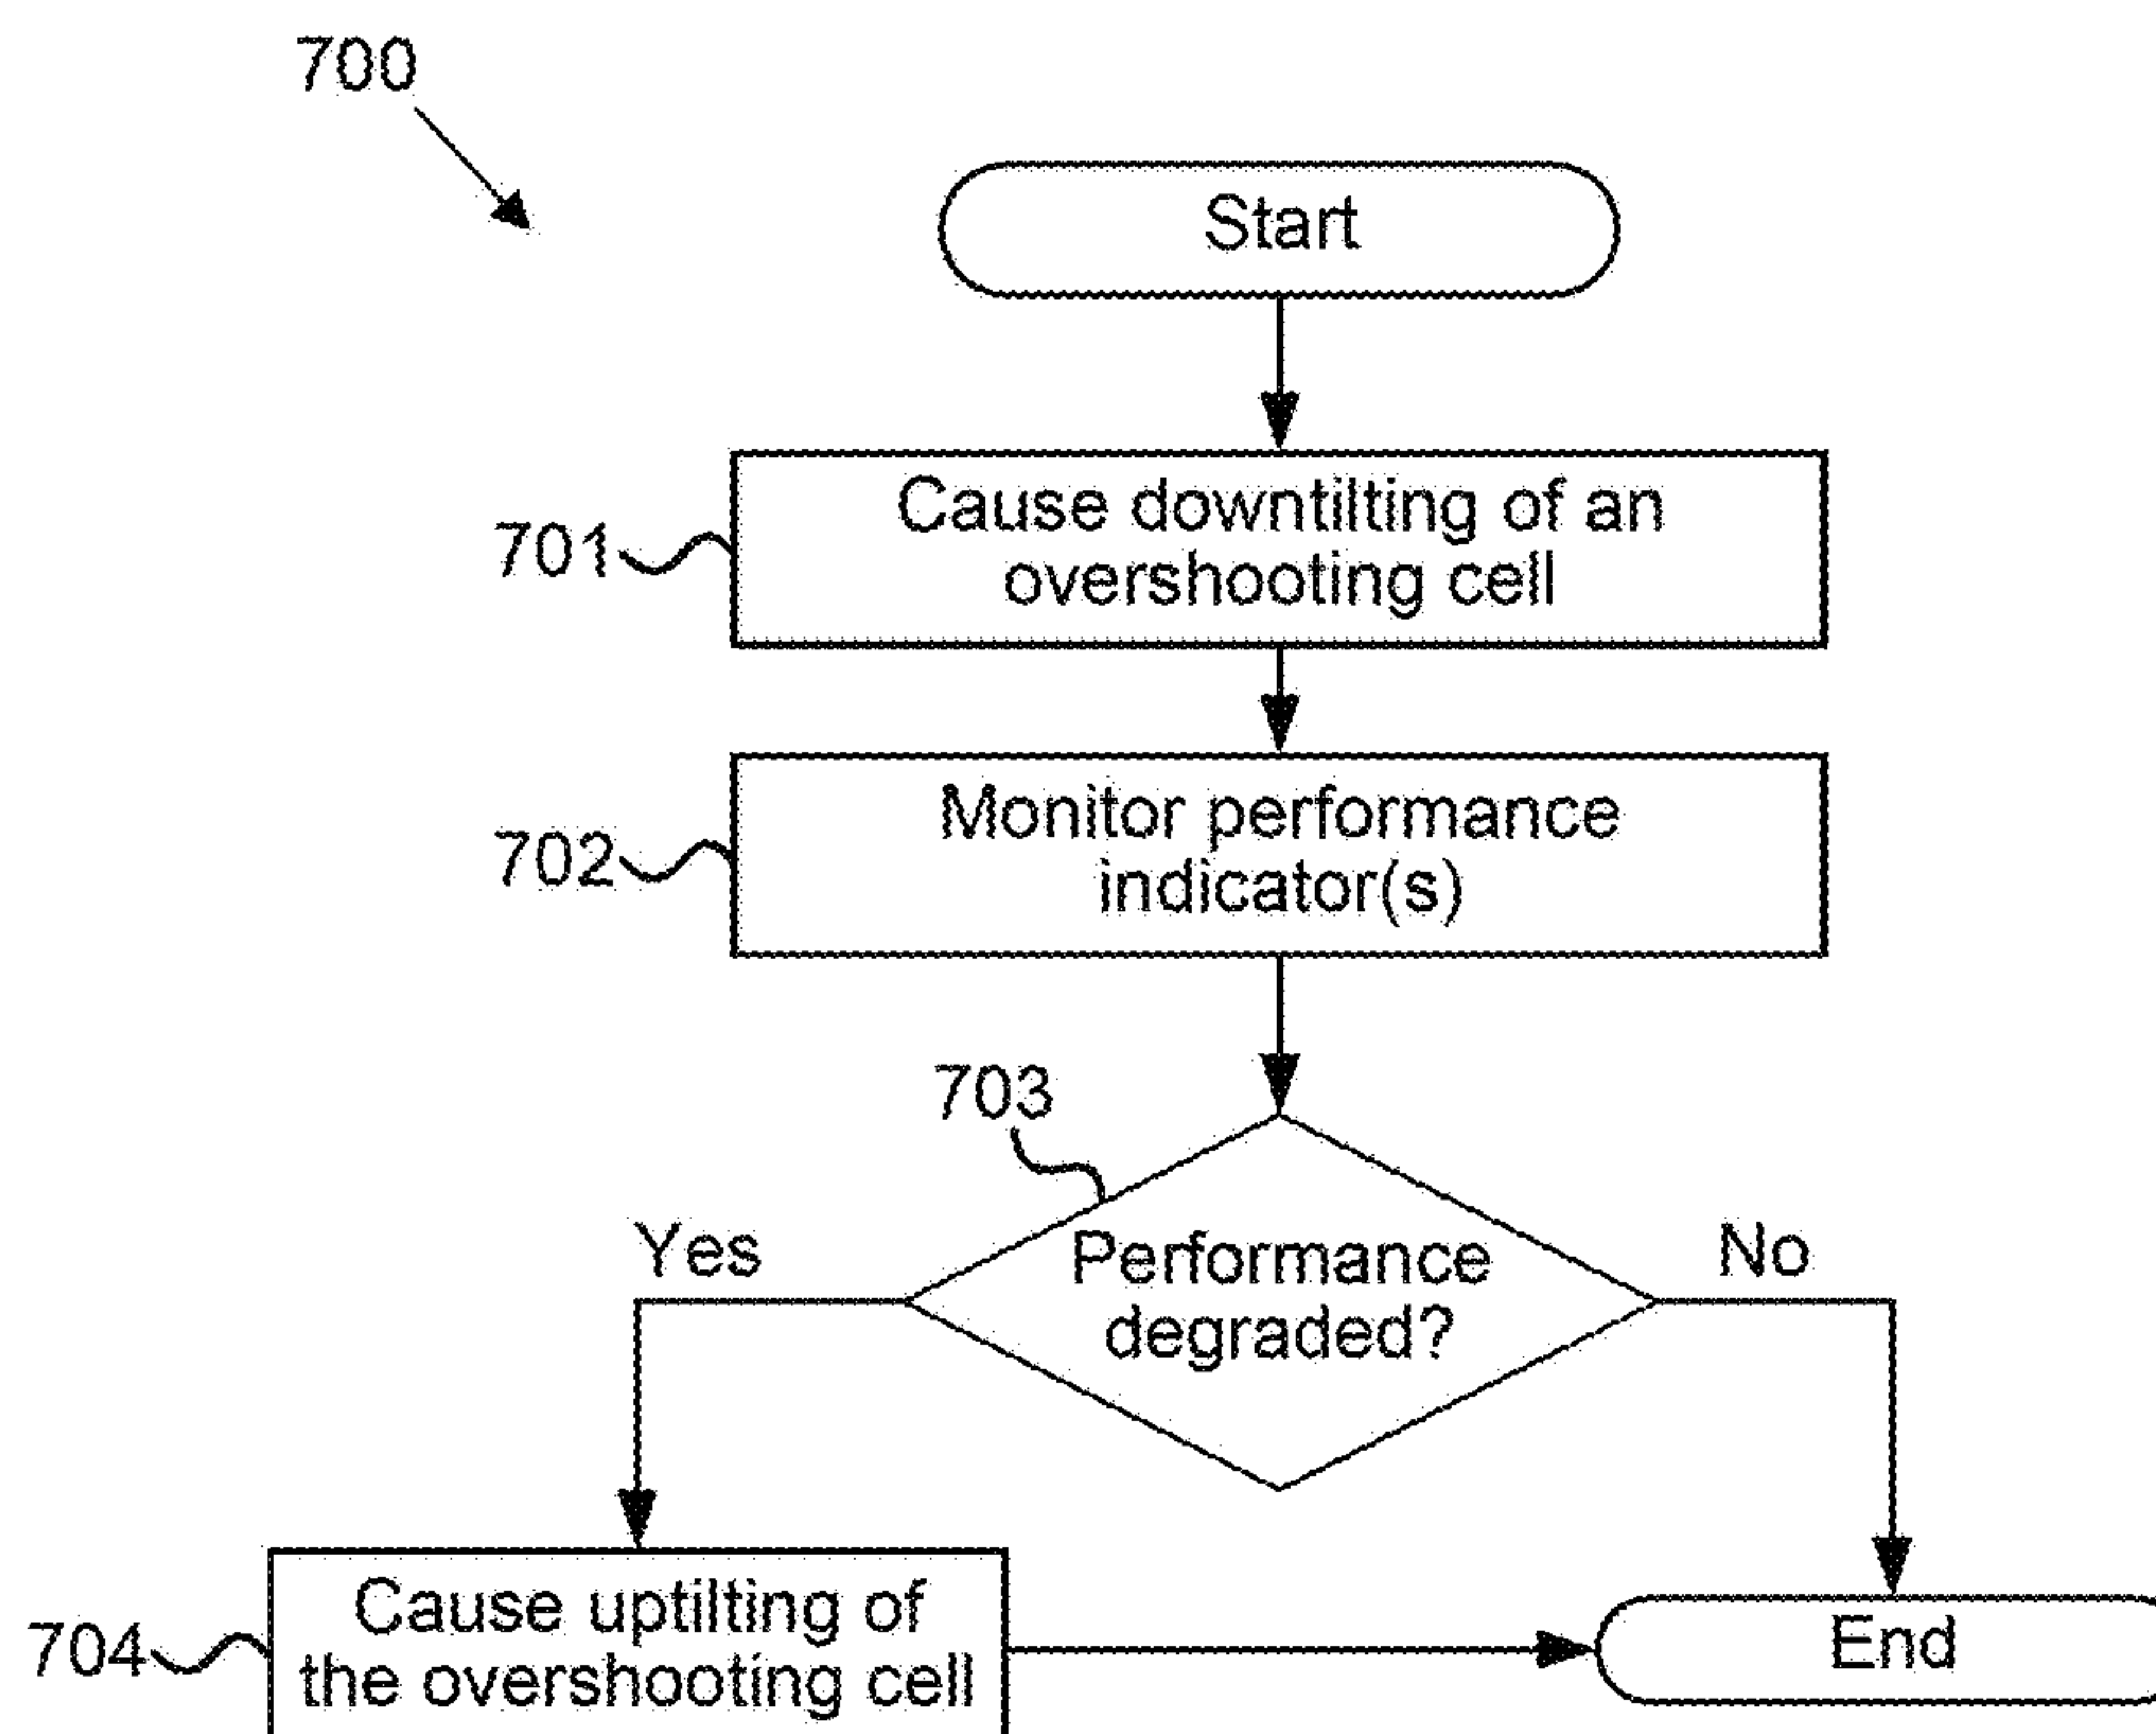 700
Start
701
Cause downtilting of an
overshooting cell
702
Monitor performance
indicator(s)
703
Yes
Performance
degraded?
No
704
Cause uptilting of
the overshooting cell
End